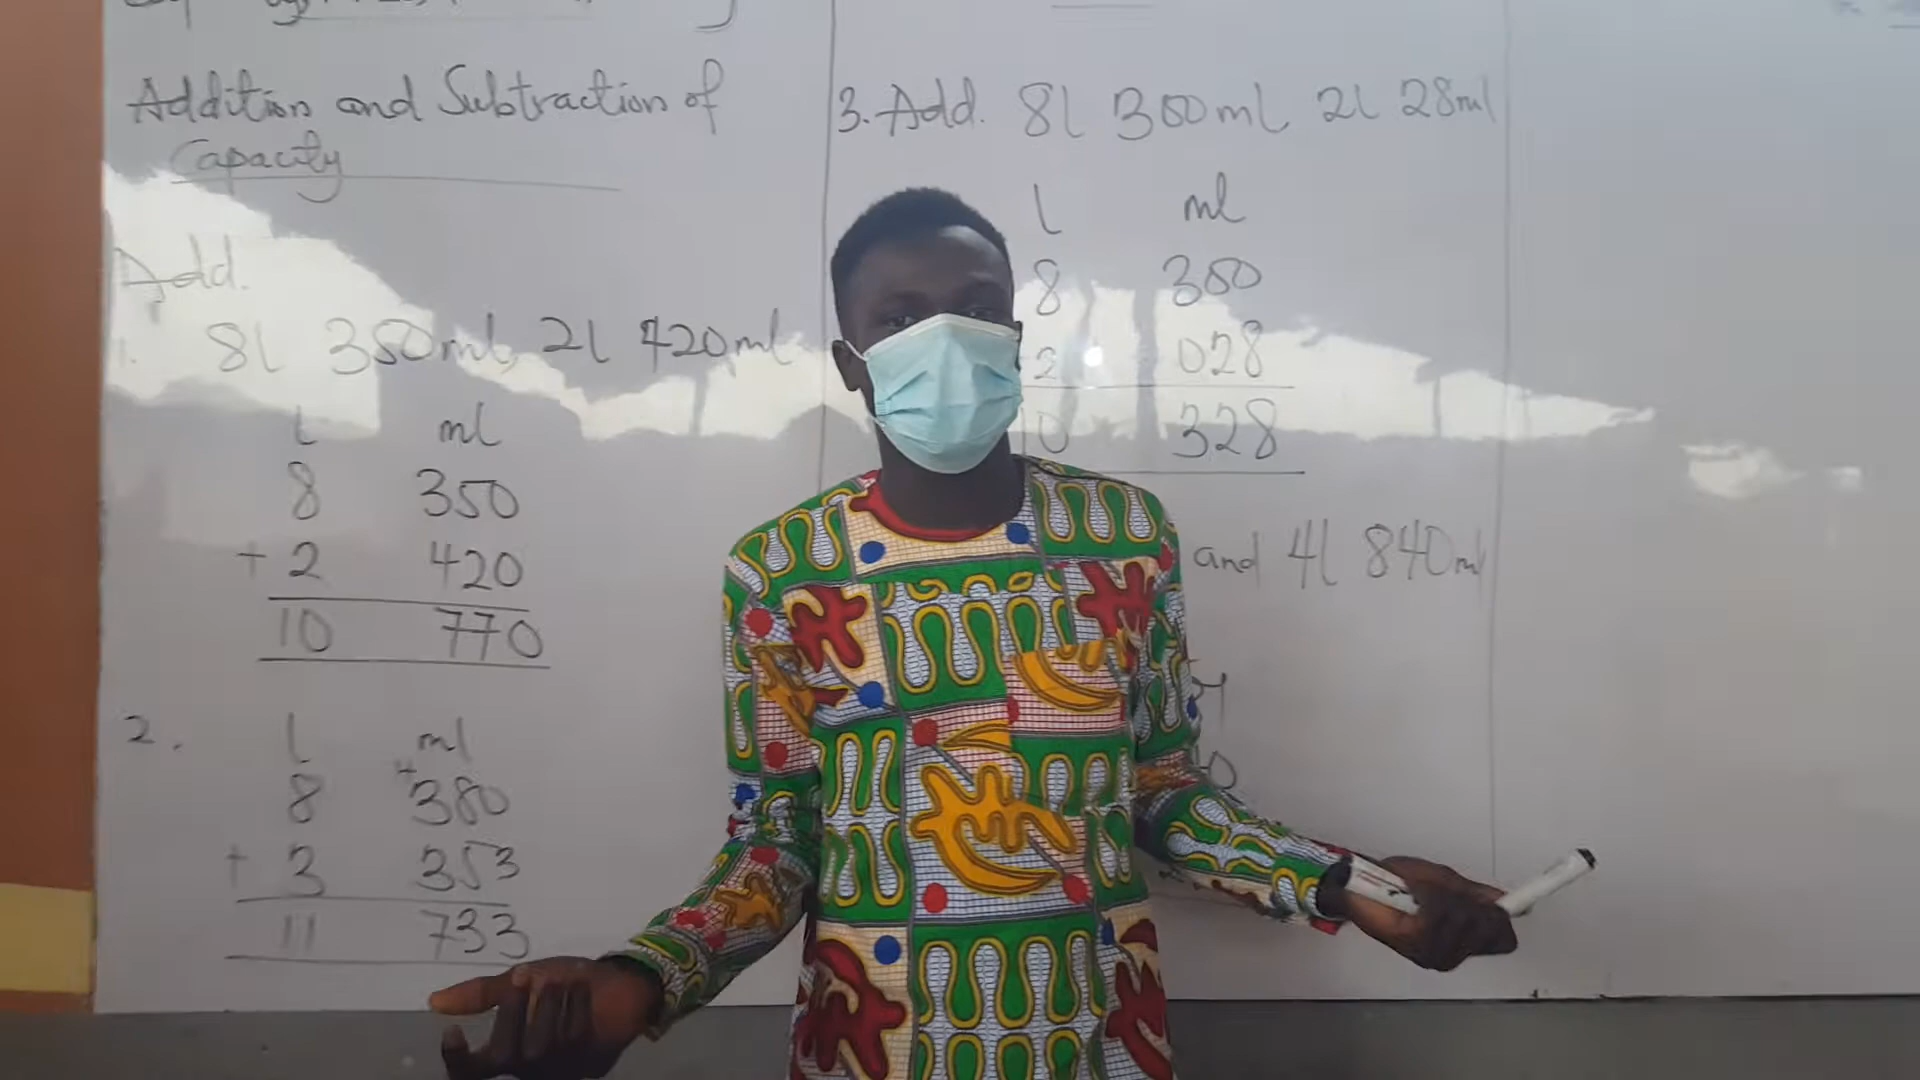 Addition and Subtraction of
Capacity
Add.
1. 8l 350ml, 2l 420ml
l ml
8 350
+ 2 420
10 770
2. l ml
8 380
+ 3 353
11 733
3. Add. 8l 300ml, 2l 28ml
l ml
8 300
2 028
10 328
and 4l 840ml